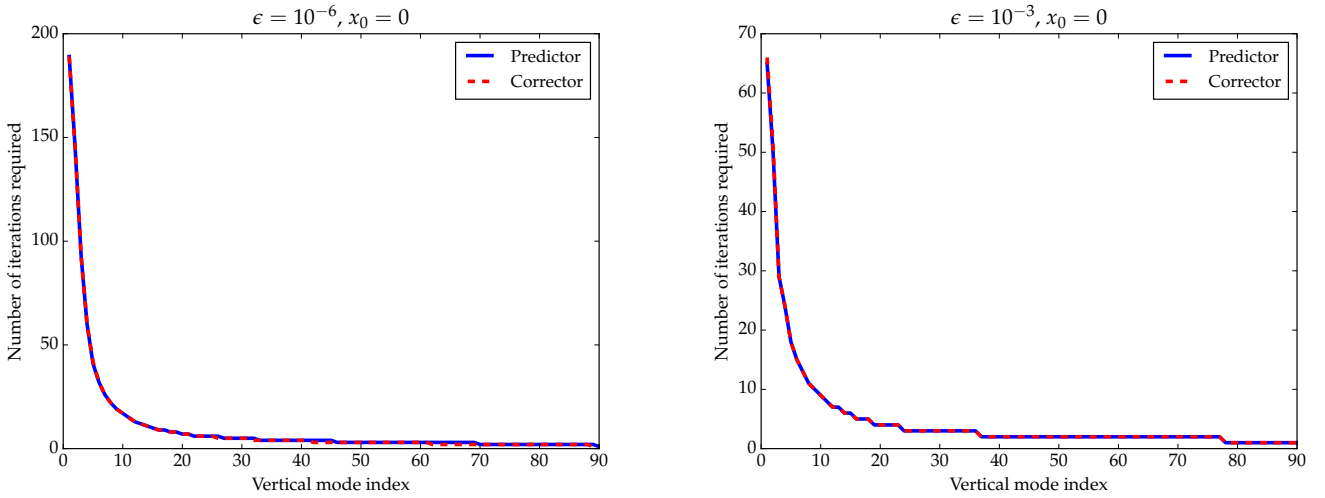 ϵ = 10⁻⁶, x₀ = 0
200
150
100
50
0
0 10 20 30 40 50 60 70 80 90
Vertical mode index
Number of iterations required
Predictor
Corrector
ϵ = 10⁻³, x₀ = 0
70
60
50
40
30
20
10
0
0 10 20 30 40 50 60 70 80 90
Vertical mode index
Number of iterations required
Predictor
Corrector